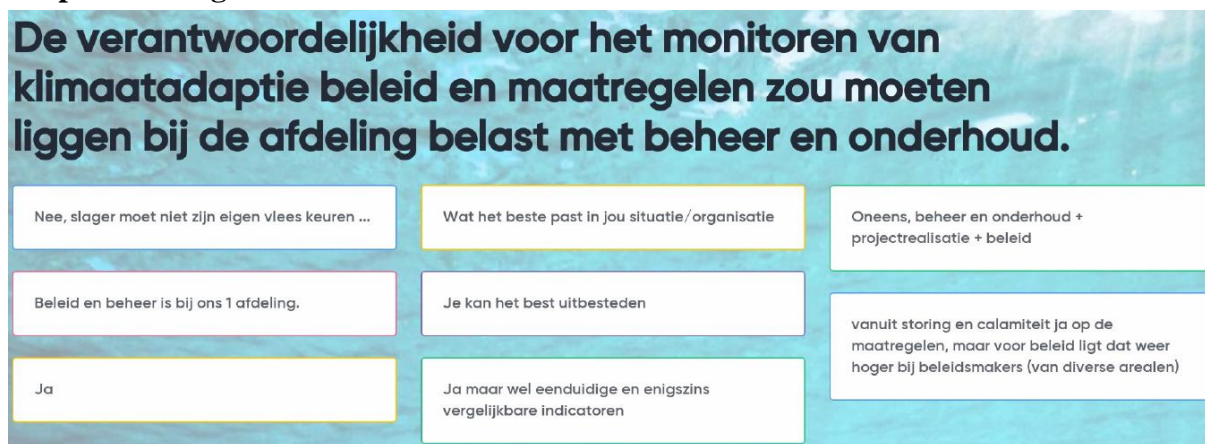 De verantwoordelijkheid voor het monitoren van
klimaatadaptie beleid en maatregelen zou moeten
liggen bij de afdeling belast met beheer en onderhoud.
Nee, slager moet niet zijn eigen vlees keuren ...
Beleid en beheer is bij ons 1 afdeling.
Ja
Wat het beste past in jou situatie/organisatie
Je kan het best uitbesteden
Ja maar wel eenduidige en enigszins
vergelijkbare indicatoren
Oneens, beheer en onderhoud +
projectrealisatie + beleid
vanuit storing en calamiteit ja op de
maatregelen, maar voor beleid ligt dat weer
hoger bij beleidsmakers (van diverse arealen)